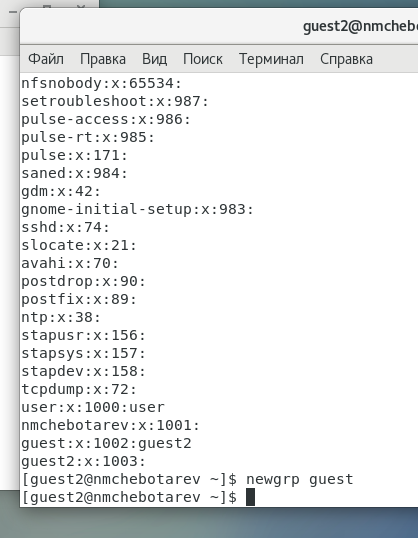 guest2@nmchebo
Файл Правка Вид Поиск Терминал Справка
nfsnobody:x:65534:
setroubleshoot:x:987:
pulse-access:x:986:
pulse-rt:x:985:
pulse:x:171:
saned:x:984:
gdm:x:42:
gnome-initial-setup:x:983:
sshd:x:74:
slocate:x:21:
avahi:x:70:
postdrop:x:90:
postfix:x:89:
ntp:x:38:
stapusr:x:156:
stapsys:x:157:
stapdev:x:158:
tcpdump:x:72:
user:x:1000:user
nmchebotarev:x:1001:
guest:x:1002:guest2
guest2:x:1003:
[guest2@nmchebotarev ~]$ newgrp guest
[guest2@nmchebotarev ~]$